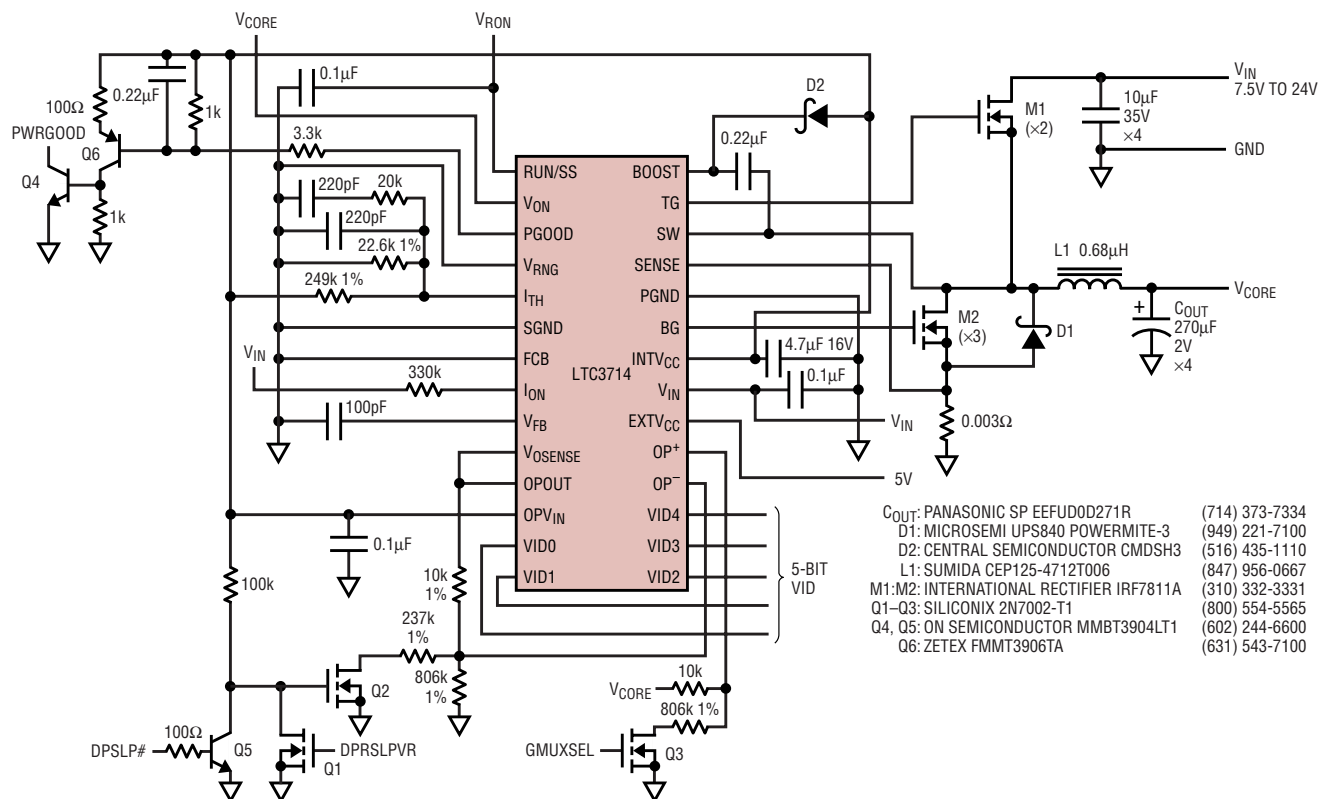 VCORE
VRON
0.1µF
D2
VIN
7.5V TO 24V
100Ω
0.22µF
1k
M1
(×2)
10µF
35V
×4
PWRGOOD
Q6
3.3k
0.22µF
GND
Q4
1k
220pF
20k
220pF
22.6k 1%
249k 1%
RUN/SS
VON
PGOOD
VRNG
ITH
SGND
FCB
ION
VFB
VOSENSE
OPOUT
OPVIN
VID0
VID1
LTC3714
BOOST
TG
SW
SENSE
PGND
BG
INTVCC
VIN
EXTVCC
OP+
OP−
VID4
VID3
VID2
L1 0.68µH
VCORE
M2
(×3)
D1
+
COUT
270µF
2V
×4
4.7µF 16V
0.1µF
VIN
0.003Ω
5V
VIN
330k
100pF
0.1µF
100k
10k
1%
237k
1%
806k
1%
5-BIT
VID
Q2
VCORE
10k
806k 1%
DPSLP#
100Ω
Q5
DPRSLPVR
Q1
GMUXSEL
Q3
COUT: PANASONIC SP EEFUD0D271R (714) 373-7334
D1: MICROSEMI UPS840 POWERMITE-3 (949) 221-7100
D2: CENTRAL SEMICONDUCTOR CMDSH3 (516) 435-1110
L1: SUMIDA CEP125-4712T006 (847) 956-0667
M1:M2: INTERNATIONAL RECTIFIER IRF7811A (310) 332-3331
Q1–Q3: SILICONIX 2N7002-T1 (800) 554-5565
Q4, Q5: ON SEMICONDUCTOR MMBT3904LT1 (602) 244-6600
Q6: ZETEX FMMT3906TA (631) 543-7100